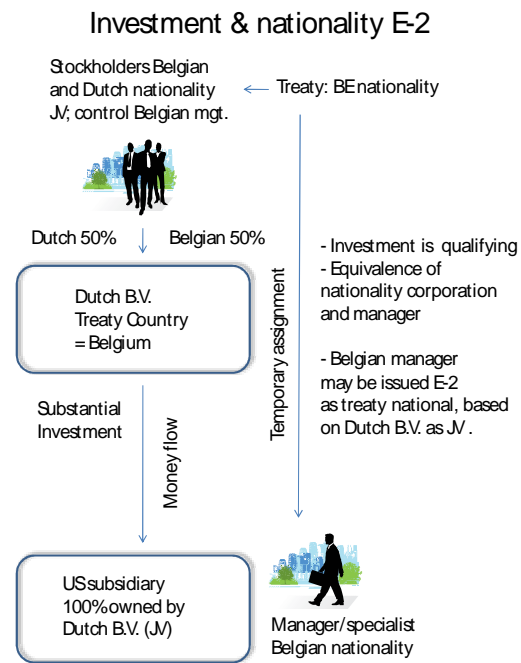 Investment & nationality E-2
Stockholders Belgian
and Dutch nationality
JV; control Belgian mgt.
Treaty: BE nationality
Dutch 50%
Belgian 50%
Dutch B.V.
Treaty Country
= Belgium
- Investment is qualifying
- Equivalence of
nationality corporation
and manager
- Belgian manager
may be issued E-2
as treaty national, based
on Dutch B.V. as JV .
Temporary assignment
Substantial
Investment
Money flow
US subsidiary
100% owned by
Dutch B.V. (JV)
Manager/specialist
Belgian nationality